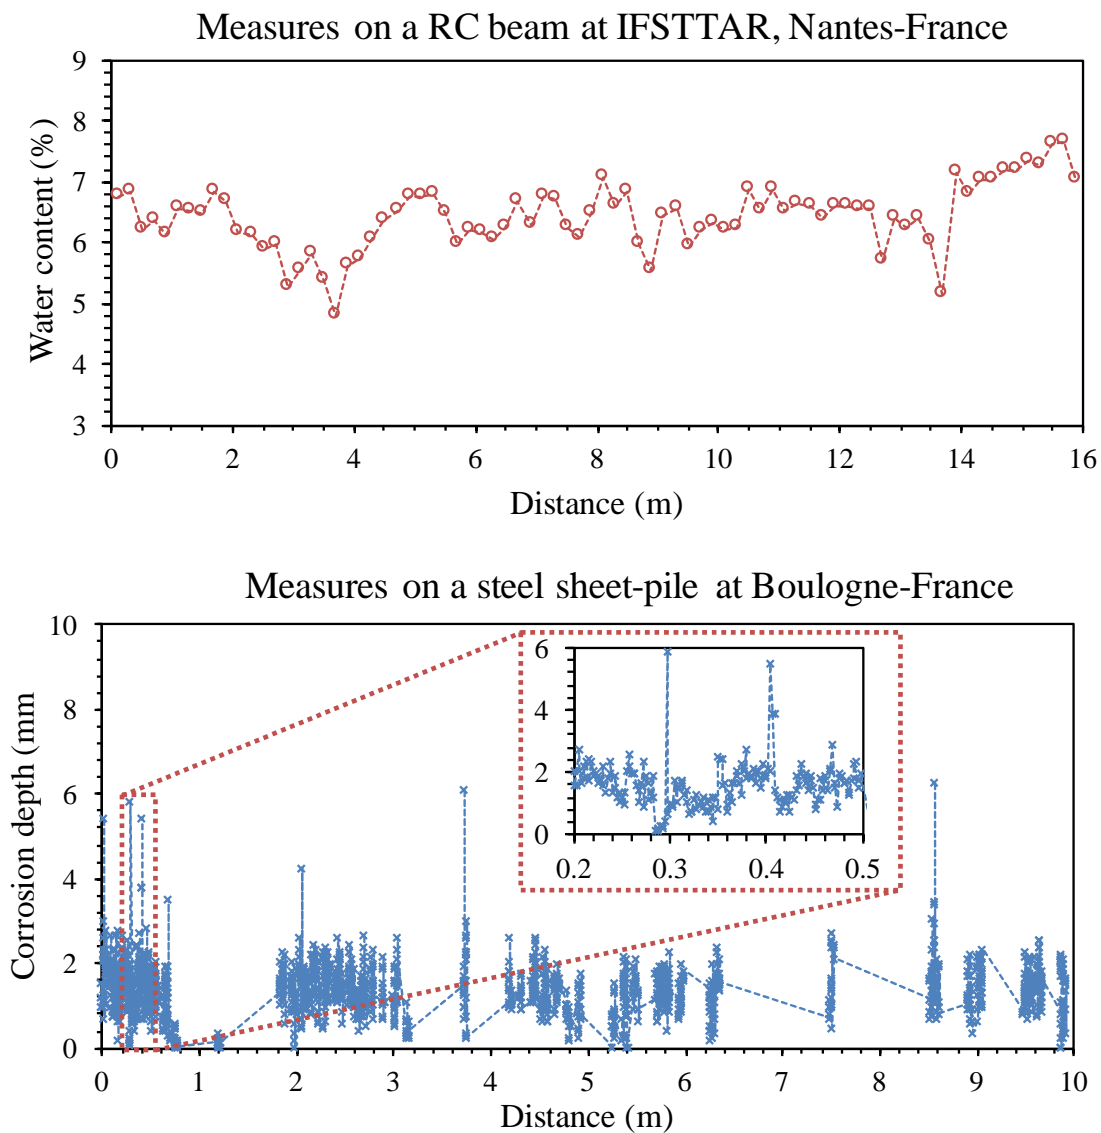 Measures on a RC beam at IFSTTAR, Nantes-France
9
8
7
6
5
4
3
Water content (%)
0 2 4 6 8 10 12 14 16
Distance (m)
Measures on a steel sheet-pile at Boulogne-France
10
8
6
4
2
0
Corrosion depth (mm
6
4
2
0
0.2 0.3 0.4 0.5
0 1 2 3 4 5 6 7 8 9 10
Distance (m)